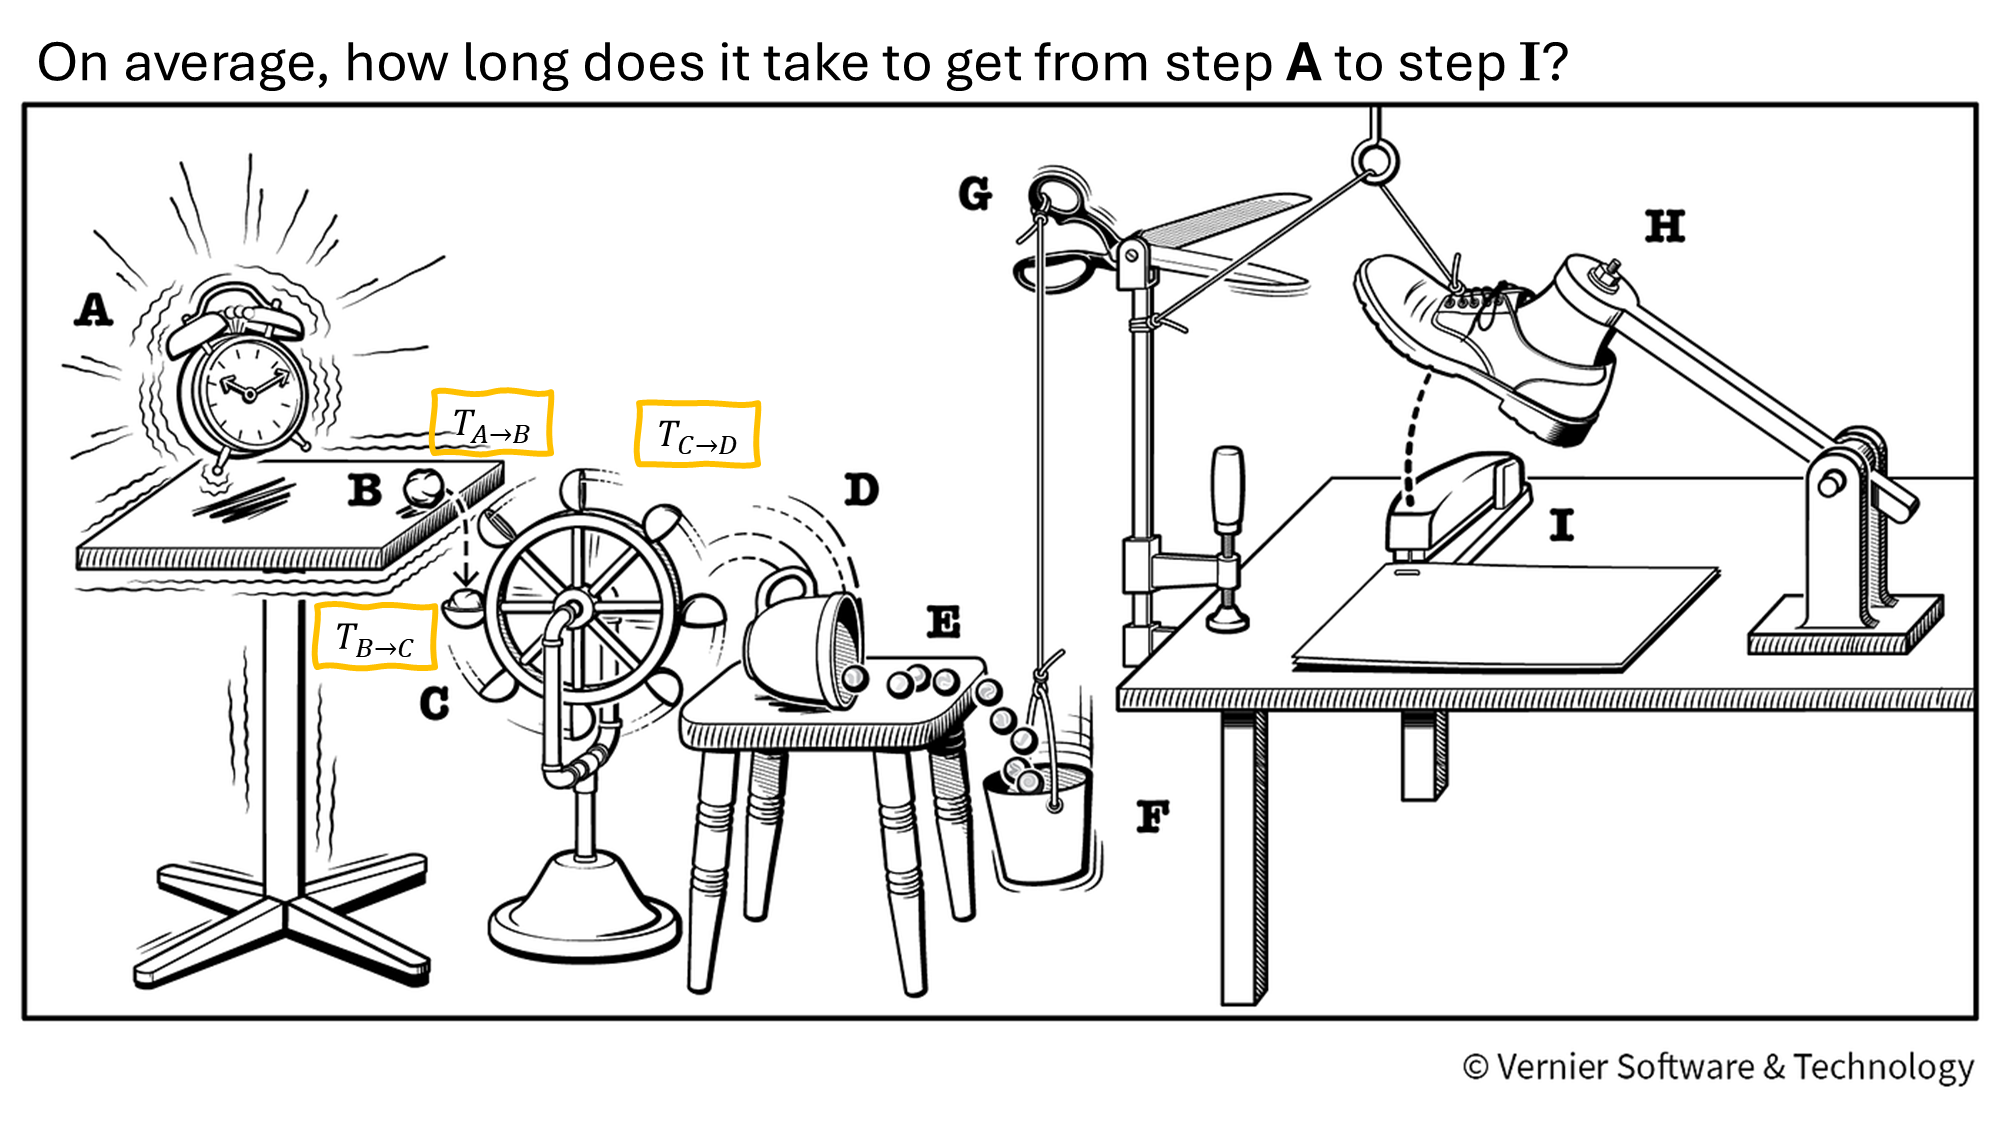 On average, how long does it take to get from step A to step I?
G
H
A
T_{A→B}
T_{C→D}
B
D
I
E
T_{B→C}
C
F
© Vernier Software & Technology